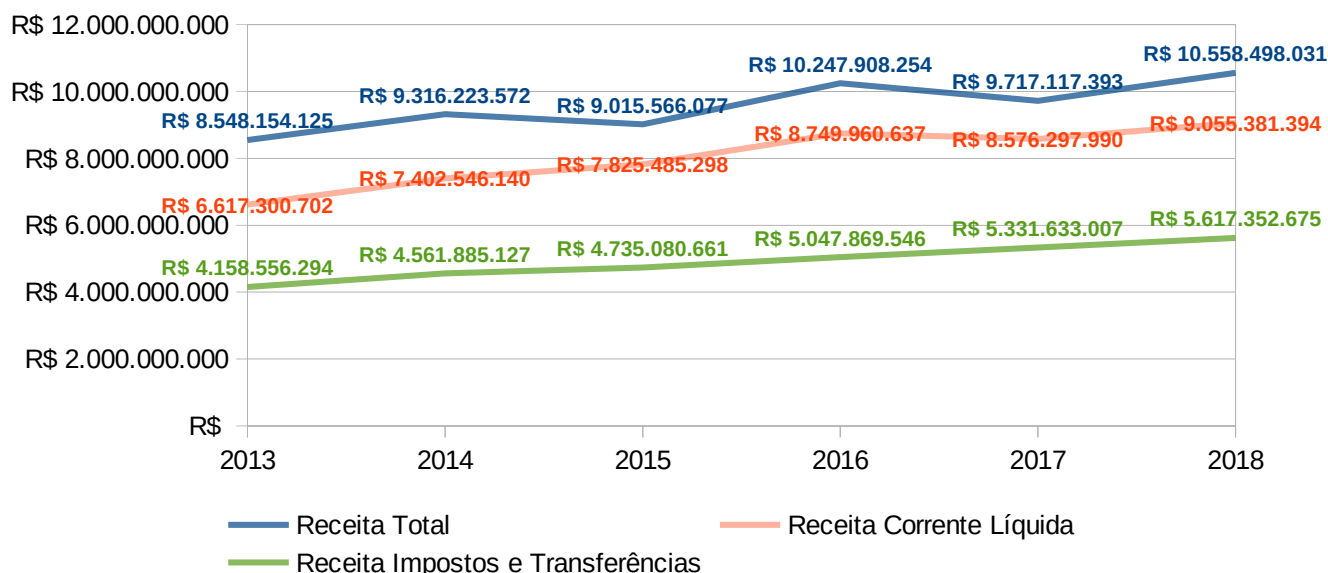 R$ 12.000.000.000
R$ 10.000.000.000
R$ 8.000.000.000
R$ 6.000.000.000
R$ 4.000.000.000
R$ 2.000.000.000
R$
R$ 8.548.154.125
R$ 9.316.223.572
R$ 9.015.566.077
R$ 10.247.908.254
R$ 9.717.117.393
R$ 10.558.498.031
R$ 6.617.300.702
R$ 7.402.546.140
R$ 7.825.485.298
R$ 8.749.960.637
R$ 8.576.297.990
R$ 9.055.381.394
R$ 4.158.556.294
R$ 4.561.885.127
R$ 4.735.080.661
R$ 5.047.869.546
R$ 5.331.633.007
R$ 5.617.352.675
2013
2014
2015
2016
2017
2018
Receita Total
Receita Corrente Líquida
Receita Impostos e Transferências